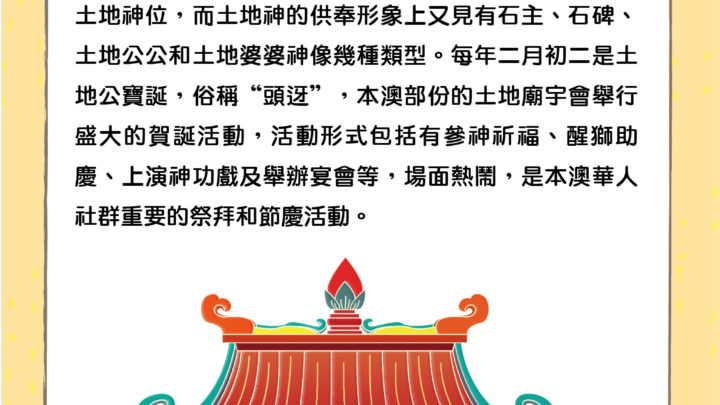 土地神位，而土地神的供奉形象上又見有石主、石碑、
土地公公和土地婆婆神像幾種類型。每年二月初二是土
地公寶誕，俗稱“頭迓”，本澳部份的土地廟宇會舉行
盛大的賀誕活動，活動形式包括有參神祈福、醒獅助
慶、上演神功戲及舉辦宴會等，場面熱鬧，是本澳華人
社群重要的祭拜和節慶活動。